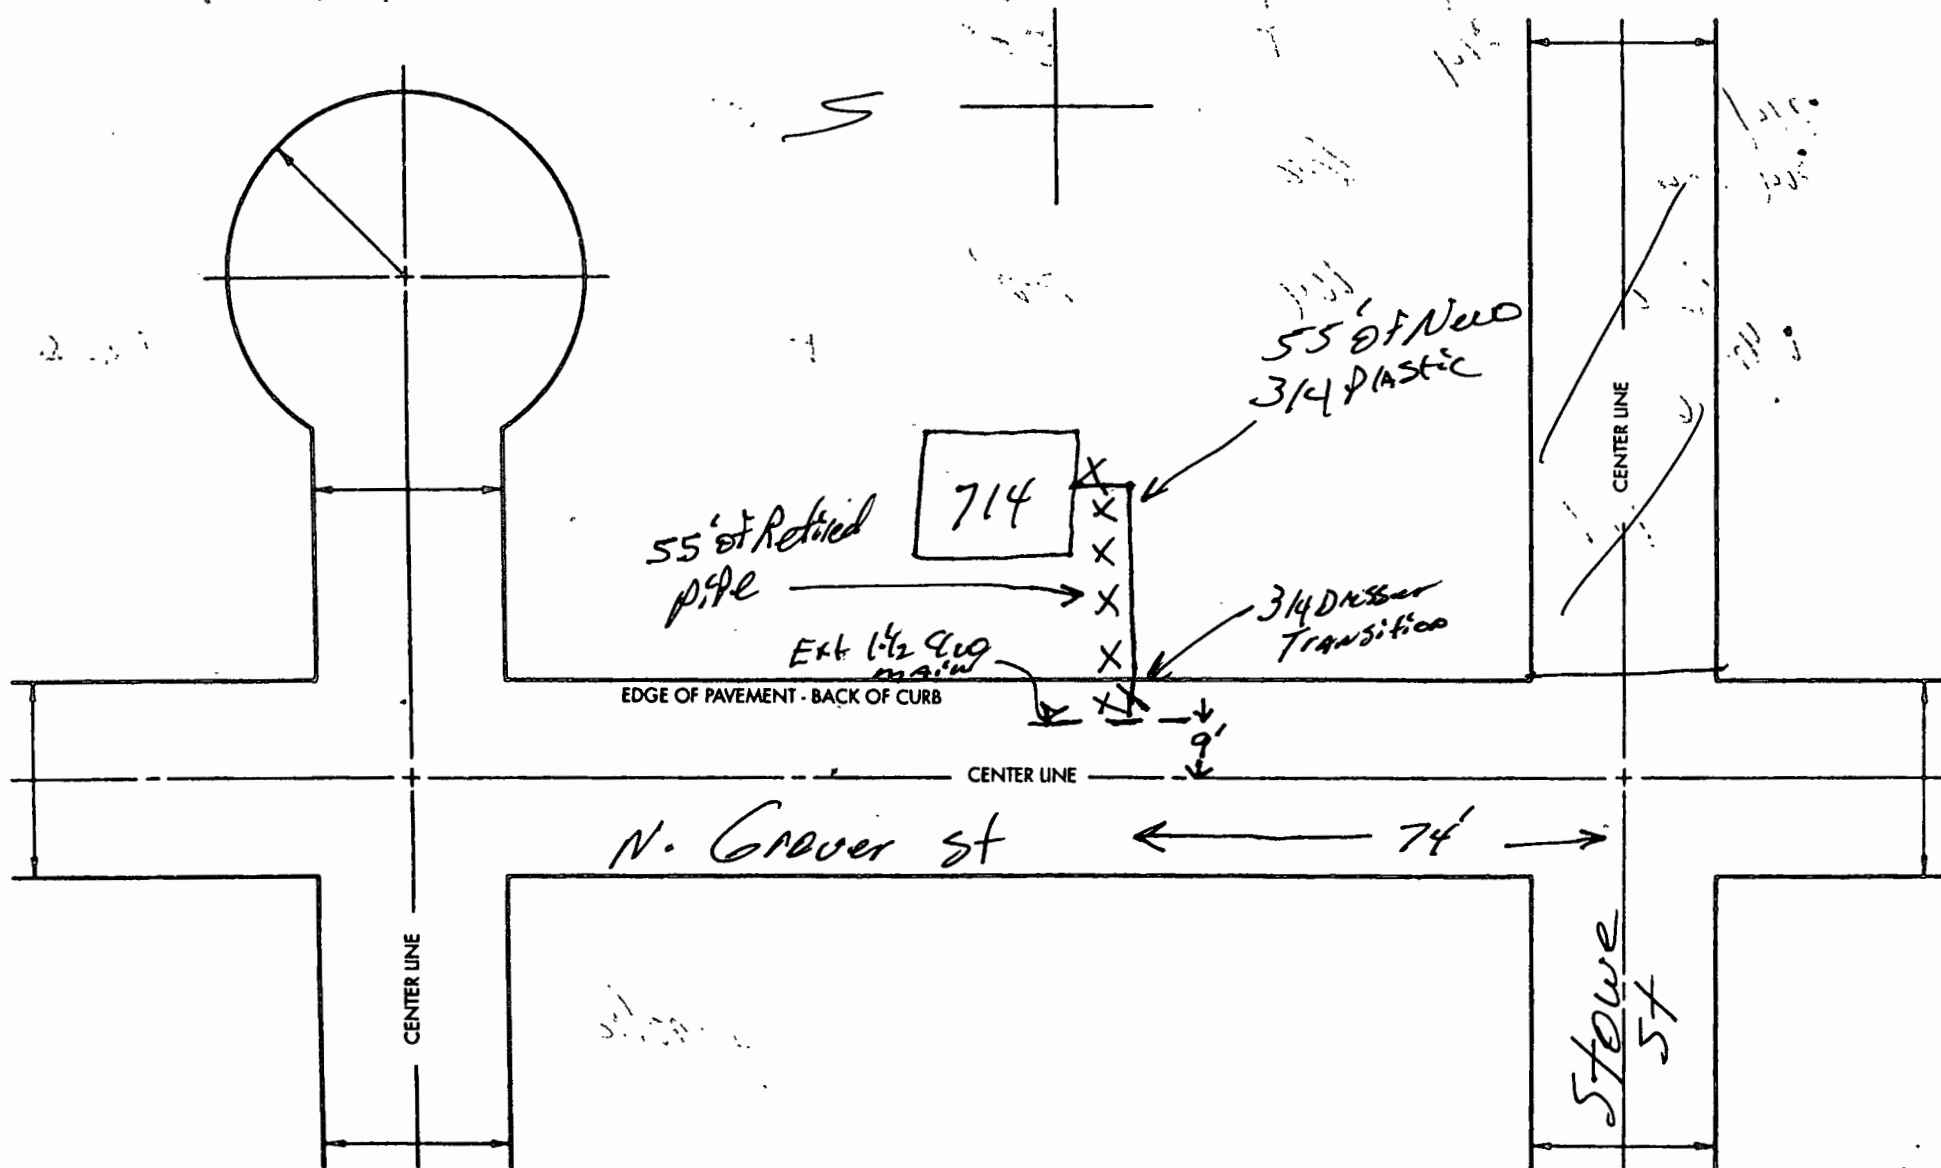 S
55' of New
3/4 Plastic
CENTER LINE
714
55' of Retired
pipe
3/4 Dresser
Transition
Ext 1 1/2
main
EDGE OF PAVEMENT - BACK OF CURB
9'
CENTER LINE
N. Grover St
74'
CENTER LINE
Stowe
St